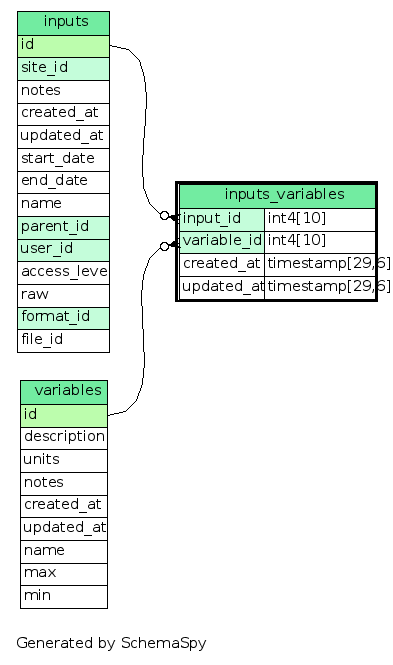 inputs
id
site_id
notes
created_at
updated_at
start_date
end_date
name
parent_id
user_id
access_leve
raw
format_id
file_id
inputs_variables
input_id int4[10]
variable_id int4[10]
created_at timestamp[29,6]
updated_at timestamp[29,6]
variables
id
description
units
notes
created_at
updated_at
name
max
min
Generated by SchemaSpy